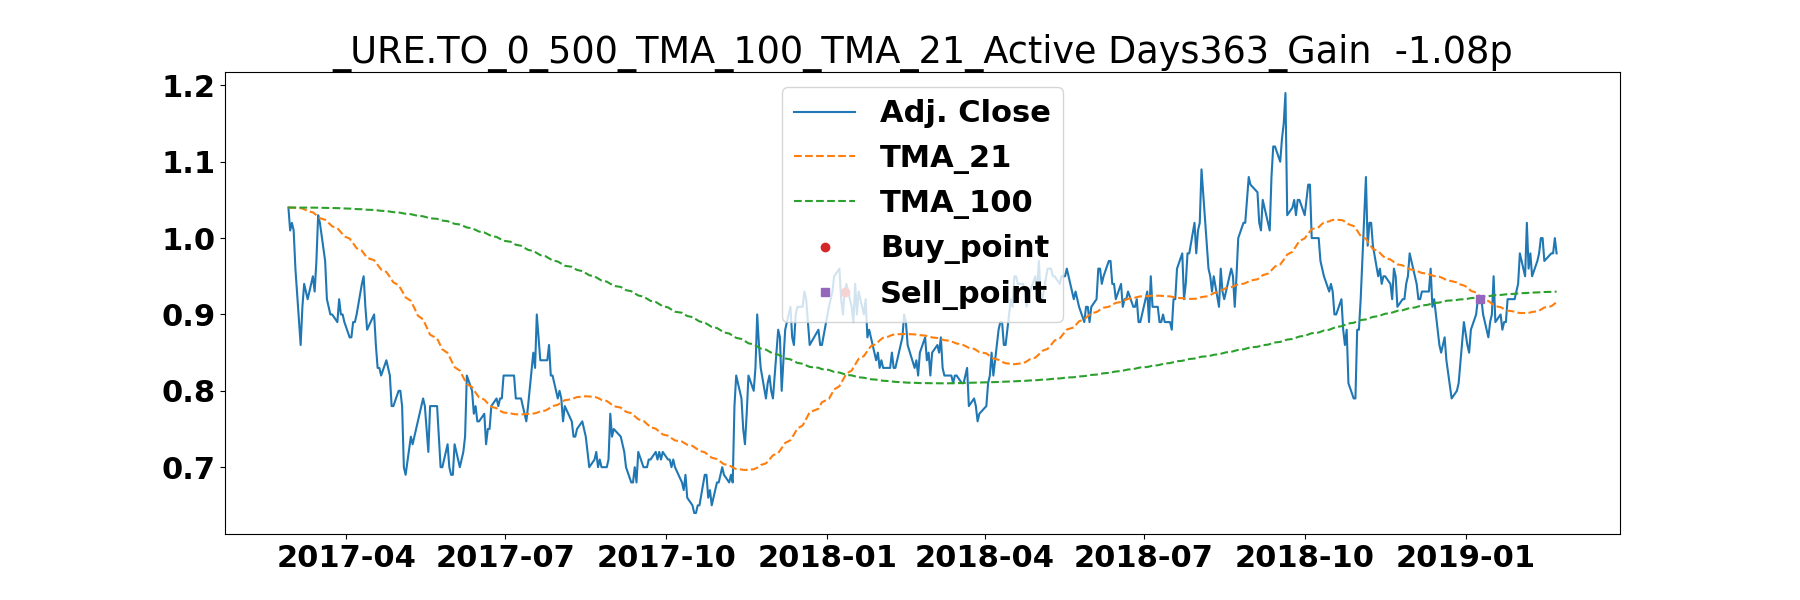 _URE.TO_0_500_TMA_100_TMA_21_Active Days363_Gain  -1.08p
1.2
1.1
1.0
0.9
0.8
0.7
Adj. Close
TMA_21
TMA_100
Buy_point
Sell_point
2017-04 2017-07 2017-10 2018-01 2018-04 2018-07 2018-10 2019-01